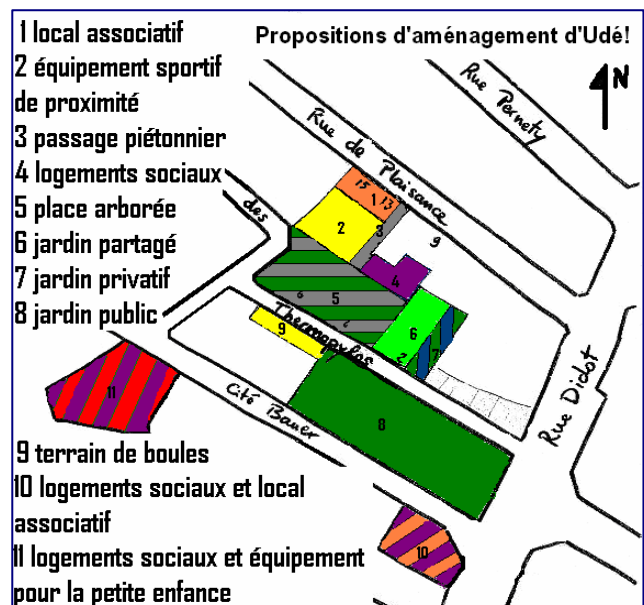 Propositions d'aménagement d'Udé!
1 local associatif
2 équipement sportif
de proximité
3 passage piétonnier
4 logements sociaux
5 place arborée
6 jardin partagé
7 jardin privatif
8 jardin public
N
Rue Pernety
Rue de Plaisance
des
Thermopyles
15
1
13
2
3
9
4
5
6
6
6
2
7
9
8
Cité Bauer
Rue Didot
11
10
9 terrain de boules
10 logements sociaux et local
associatif
11 logements sociaux et équipement
pour la petite enfance